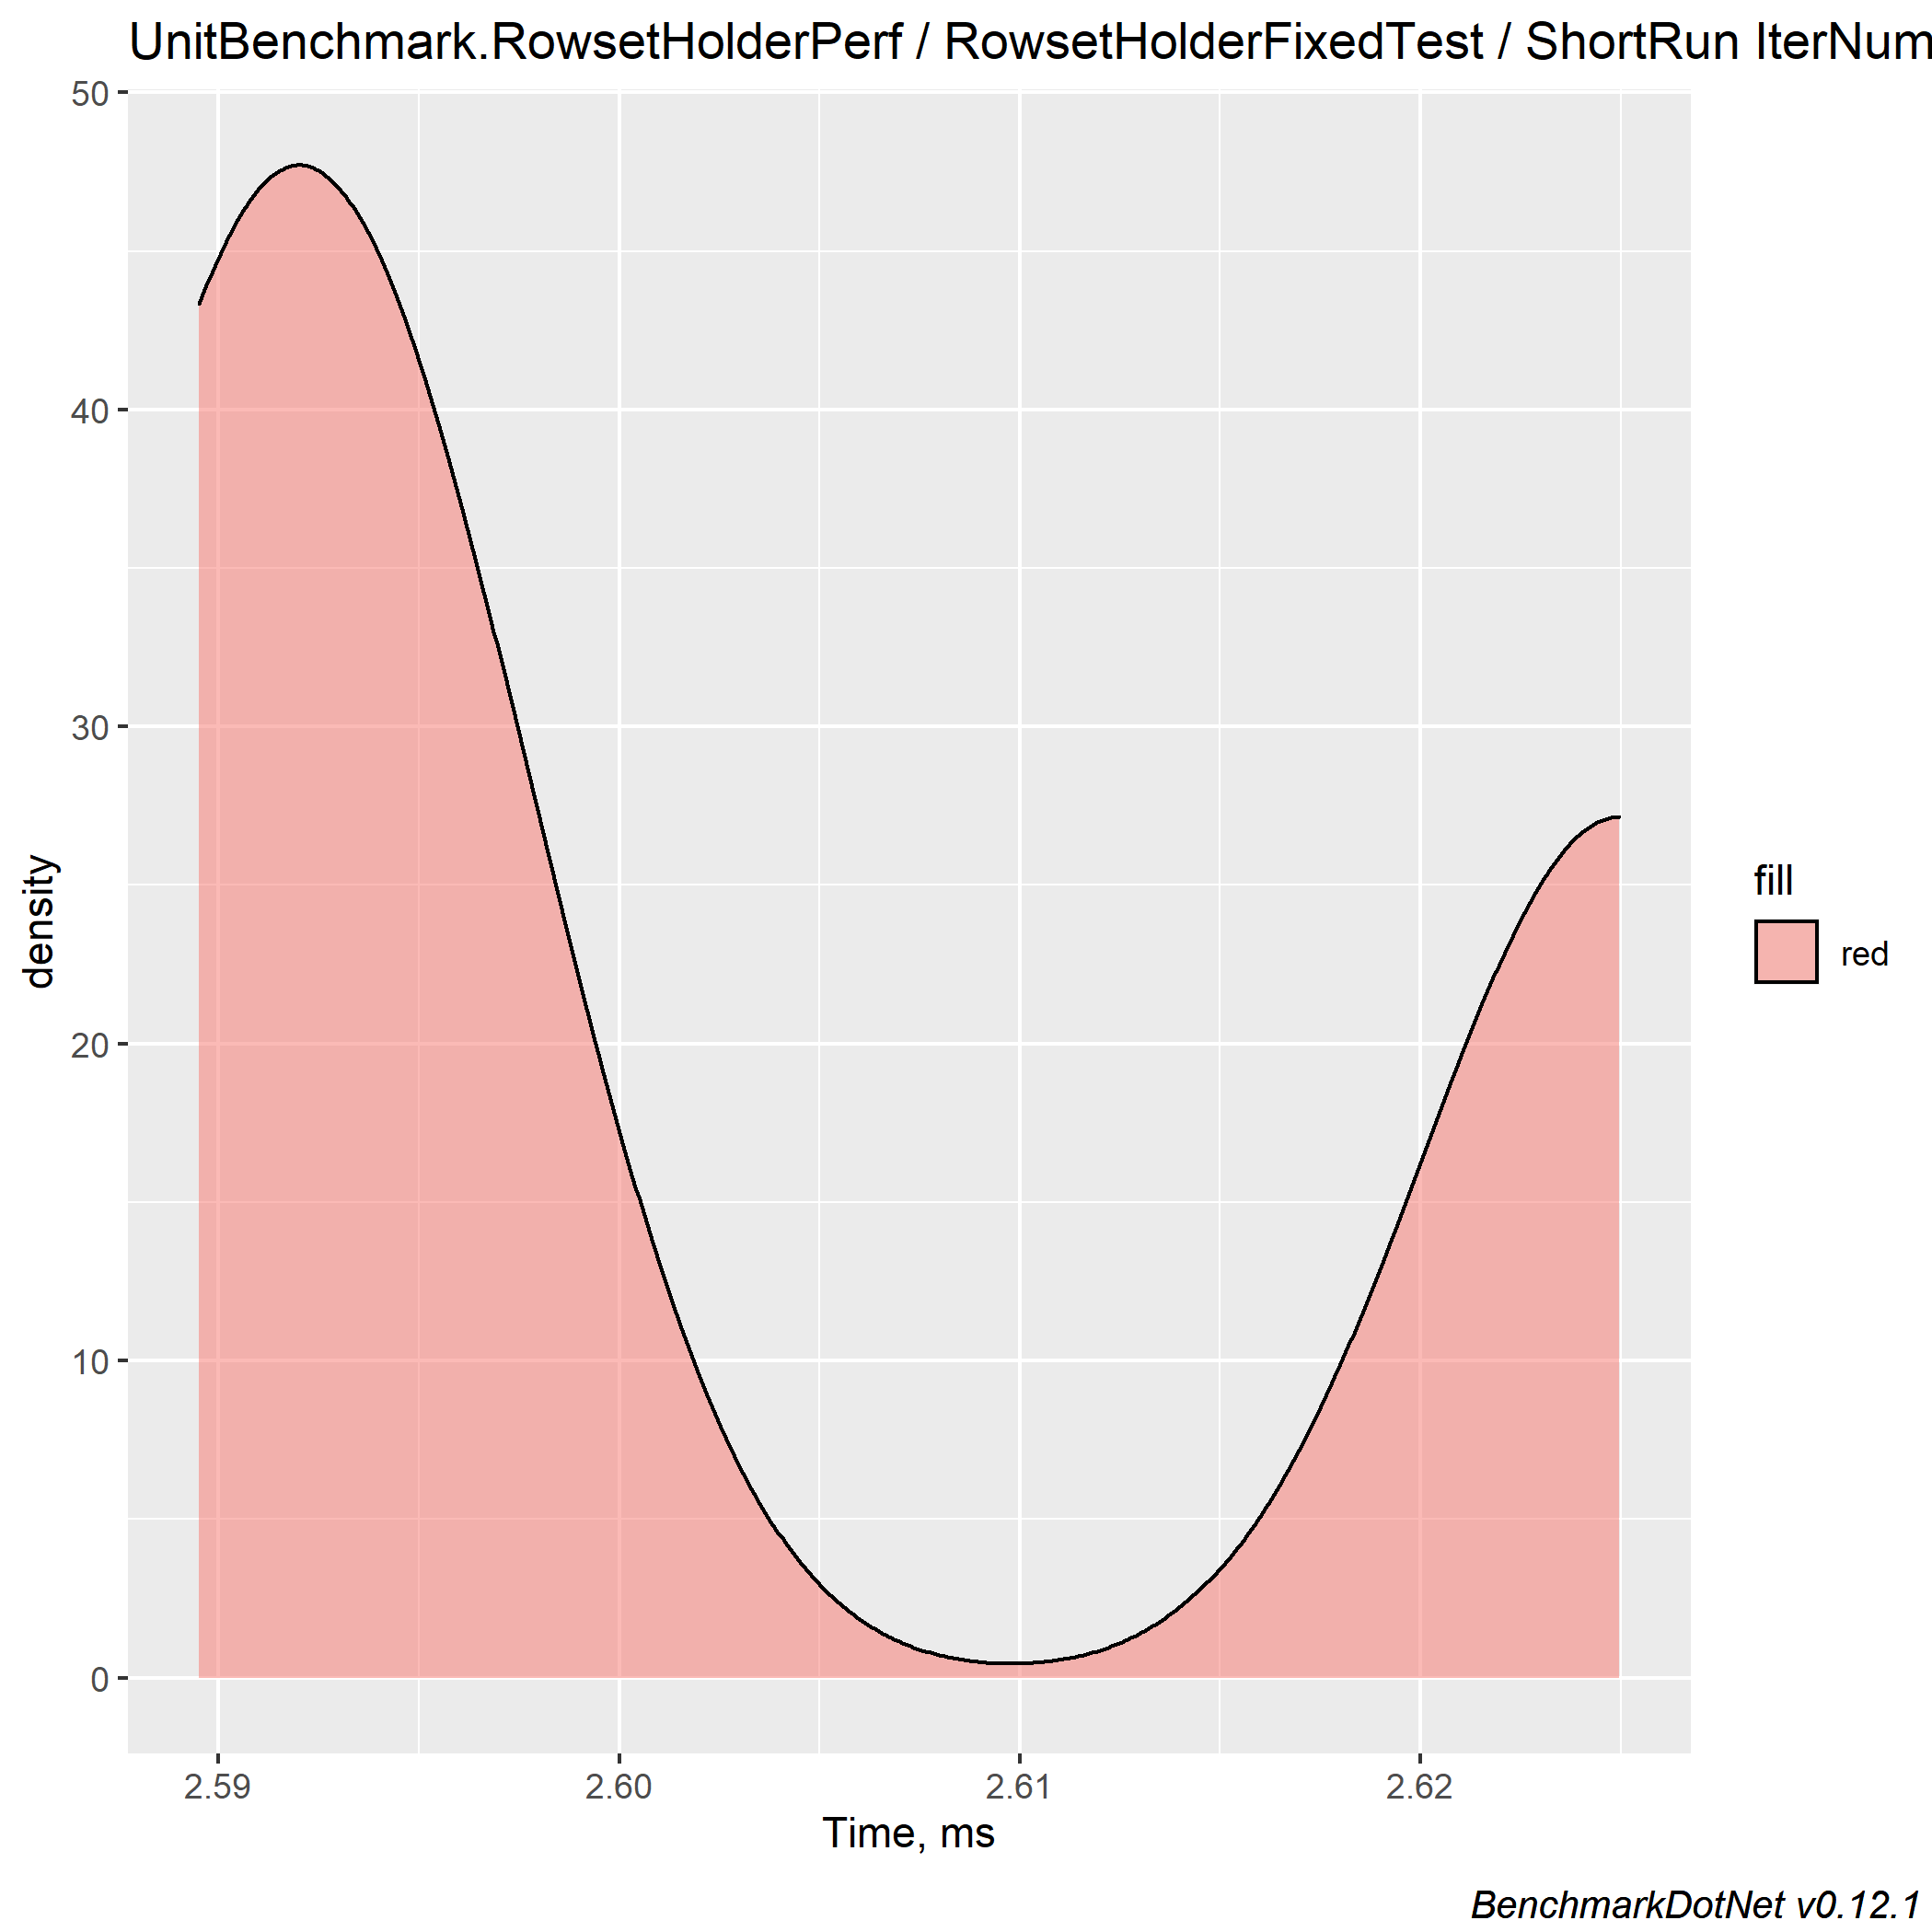 UnitBenchmark.RowsetHolderPerf / RowsetHolderFixedTest / ShortRun IterNum
50
40
30
20
10
0
density
2.59 2.60 2.61 2.62
Time, ms
fill
red
BenchmarkDotNet v0.12.1